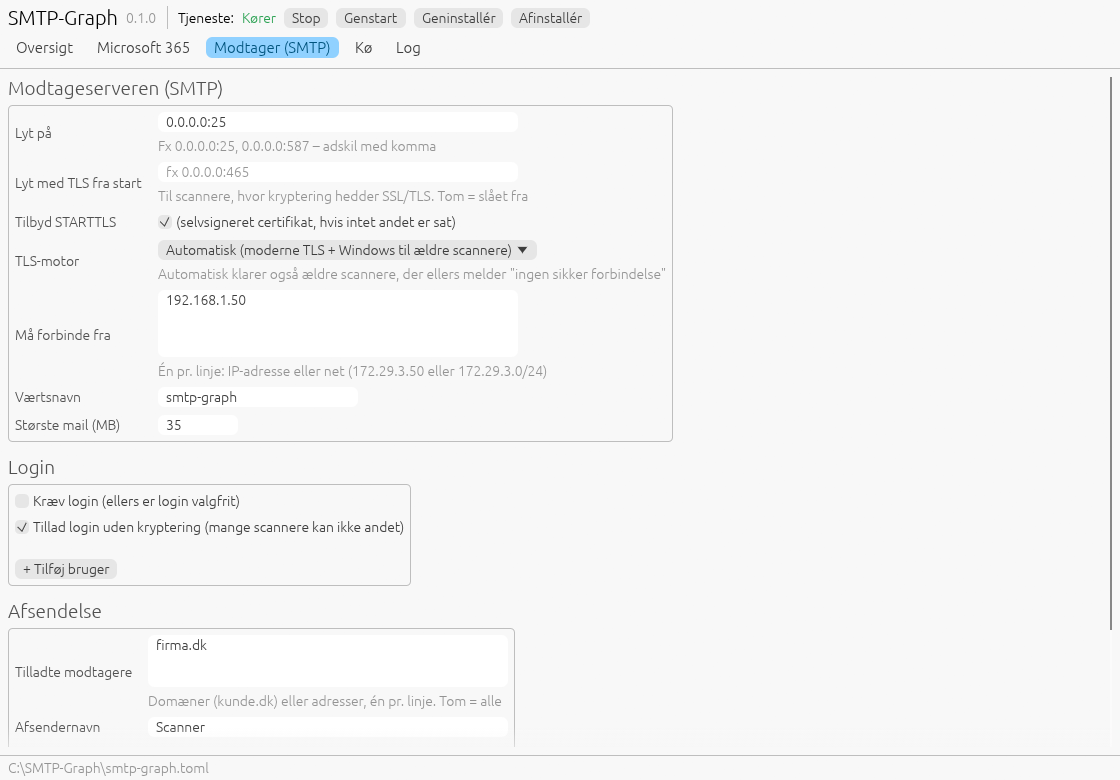 SMTP-Graph 0.1.0 Tjeneste: Kører Stop Genstart Geninstallér Afinstallér
Oversigt Microsoft 365 Modtager (SMTP) Kø Log
Modtageserveren (SMTP)
Lyt på 0.0.0.0:25
Fx 0.0.0.0:25, 0.0.0.0:587 – adskil med komma
Lyt med TLS fra start fx 0.0.0.0:465
Til scannere, hvor kryptering hedder SSL/TLS. Tom = slået fra
Tilbyd STARTTLS (selvsigneret certifikat, hvis intet andet er sat)
TLS-motor Automatisk (moderne TLS + Windows til ældre scannere)
Automatisk klarer også ældre scannere, der ellers melder "ingen sikker forbindelse"
Må forbinde fra 192.168.1.50
Én pr. linje: IP-adresse eller net (172.29.3.50 eller 172.29.3.0/24)
Værtsnavn smtp-graph
Største mail (MB) 35
Login
Kræv login (ellers er login valgfrit)
Tillad login uden kryptering (mange scannere kan ikke andet)
+ Tilføj bruger
Afsendelse
Tilladte modtagere firma.dk
Domæner (kunde.dk) eller adresser, én pr. linje. Tom = alle
Afsendernavn Scanner
C:\SMTP-Graph\smtp-graph.toml